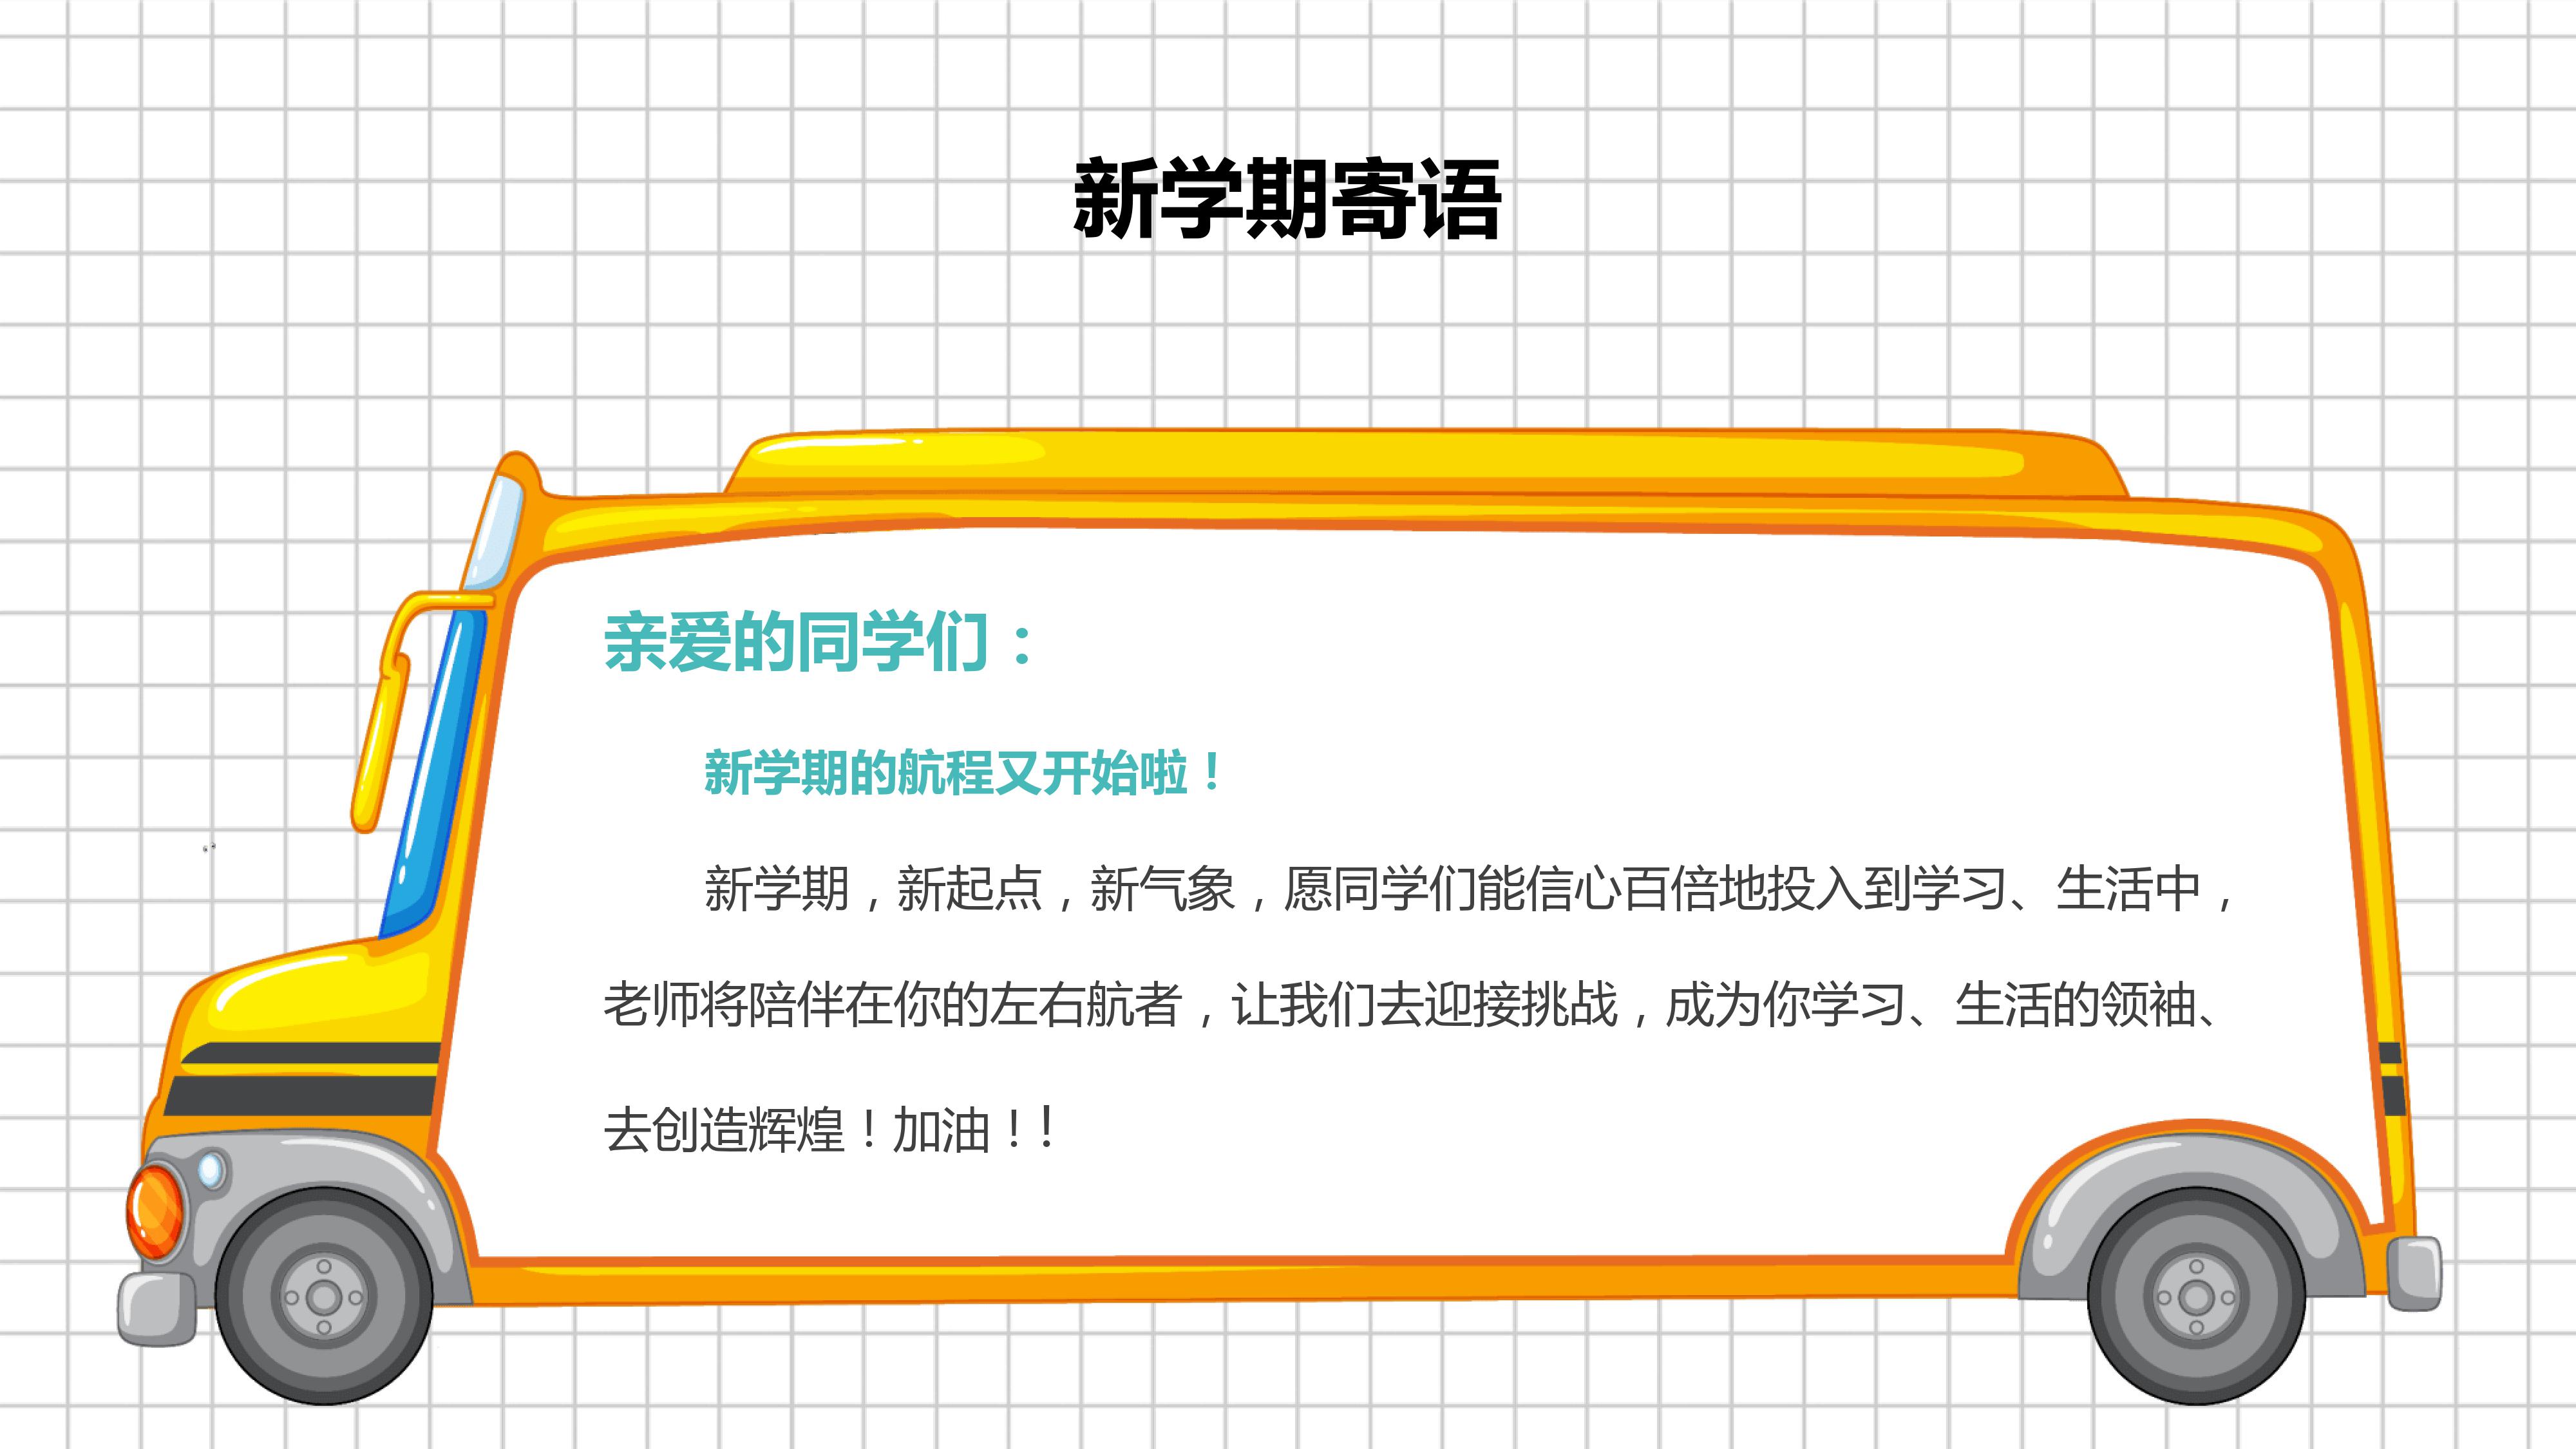 新学期寄语
亲爱的同学们：
新学期的航程又开始啦！
新学期，新起点，新气象，愿同学们能信心百倍地投入到学习、生活中，
老师将陪伴在你的左右航者，让我们去迎接挑战，成为你学习、生活的领袖、
去创造辉煌！加油！！